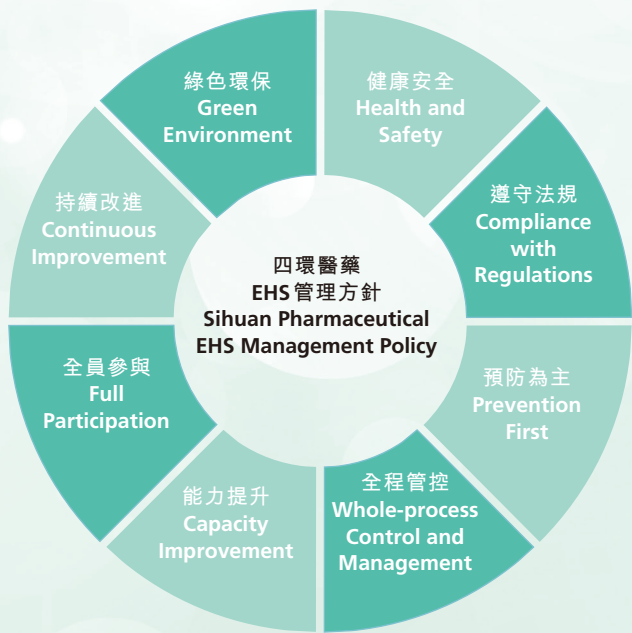 綠色環保
Green
Environment
健康安全
Health and
Safety
遵守法規
Compliance
with
Regulations
預防為主
Prevention
First
全程管控
Whole-process
Control and
Management
能力提升
Capacity
Improvement
全員參與
Full
Participation
持續改進
Continuous
Improvement
四環醫藥
EHS管理方針
Sihuan Pharmaceutical
EHS Management Policy